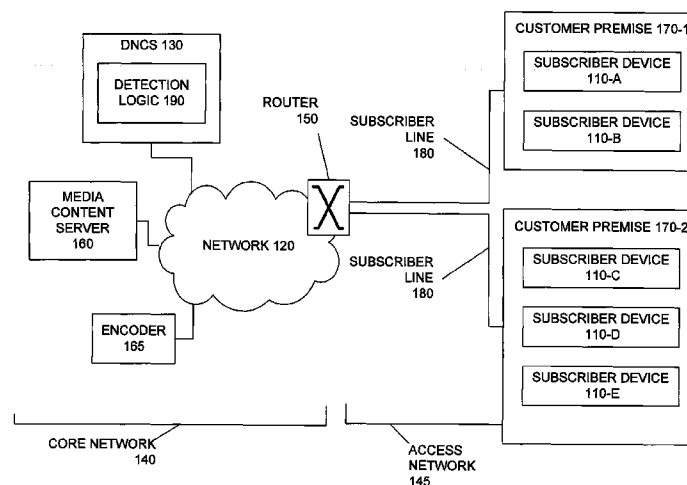 DNCS 130
DETECTION
LOGIC 190
MEDIA
CONTENT
SERVER
160
ENCODER
165
NETWORK 120
ROUTER
150
SUBSCRIBER
LINE
180
SUBSCRIBER
LINE
180
CUSTOMER PREMISE 170-1
SUBSCRIBER DEVICE
110-A
SUBSCRIBER DEVICE
110-B
CUSTOMER PREMISE 170-2
SUBSCRIBER DEVICE
110-C
SUBSCRIBER DEVICE
110-D
SUBSCRIBER DEVICE
110-E
CORE NETWORK
140
ACCESS
NETWORK
145